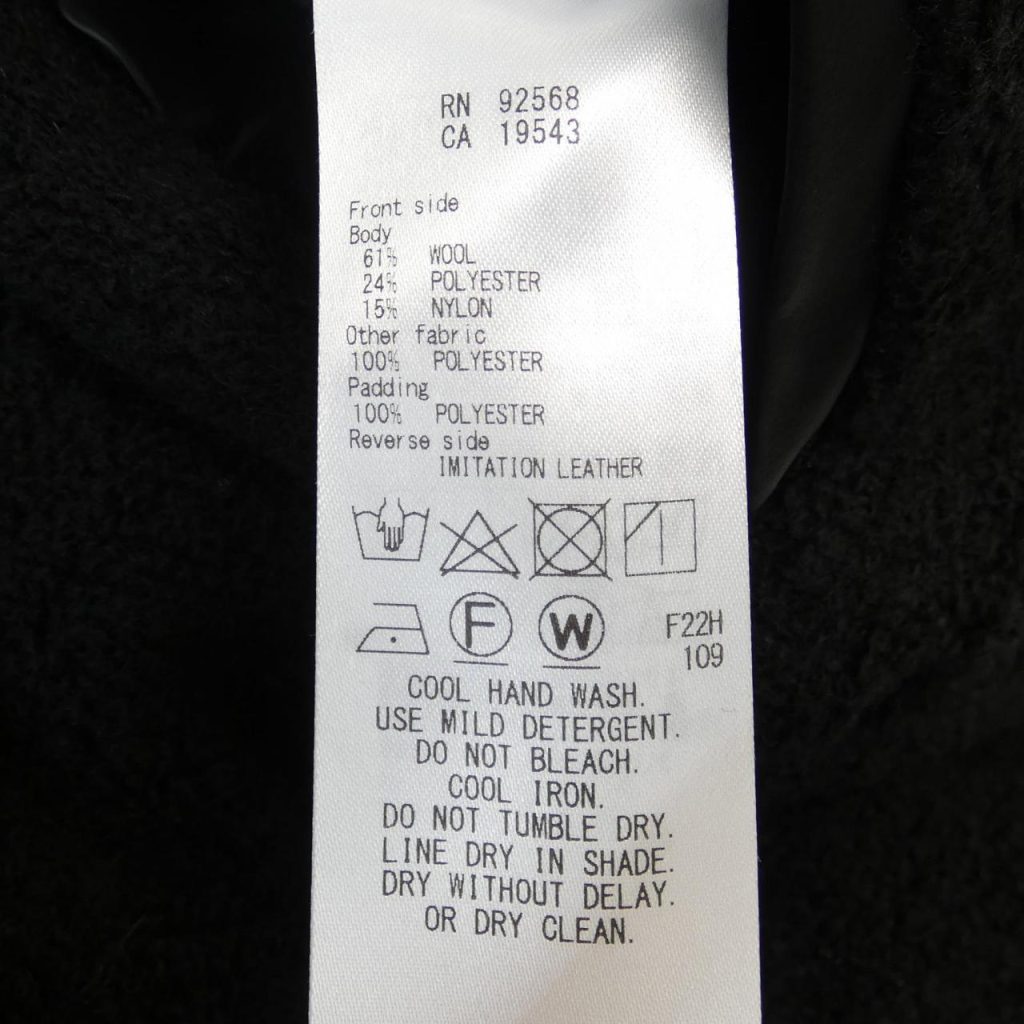 RN 92568
CA 19543
Front side
Body
61% WOOL
24% POLYESTER
15% NYLON
Other fabric
100% POLYESTER
Padding
100% POLYESTER
Reverse side
IMITATION LEATHER
F W F22H
109
COOL HAND WASH.
USE MILD DETERGENT.
DO NOT BLEACH.
COOL IRON.
DO NOT TUMBLE DRY.
LINE DRY IN SHADE.
DRY WITHOUT DELAY.
OR DRY CLEAN.